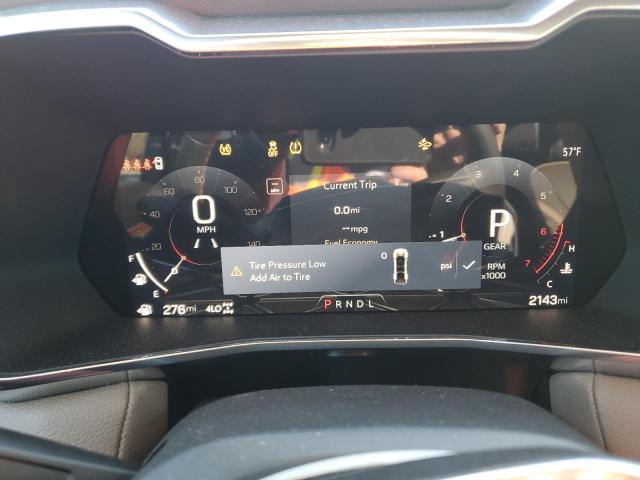 57°F
OFF
80
60
100
40
120
20
140
0
MPH
--
MPH
Current Trip
0.0mi
--mpg
Fuel Economy
Tire Pressure Low
Add Air to Tire
0
psi
1
2
3
4
5
6
7
P
GEAR
RPM
x1000
F
E
H
C
276mi
4LO
PRNDL
2143mi